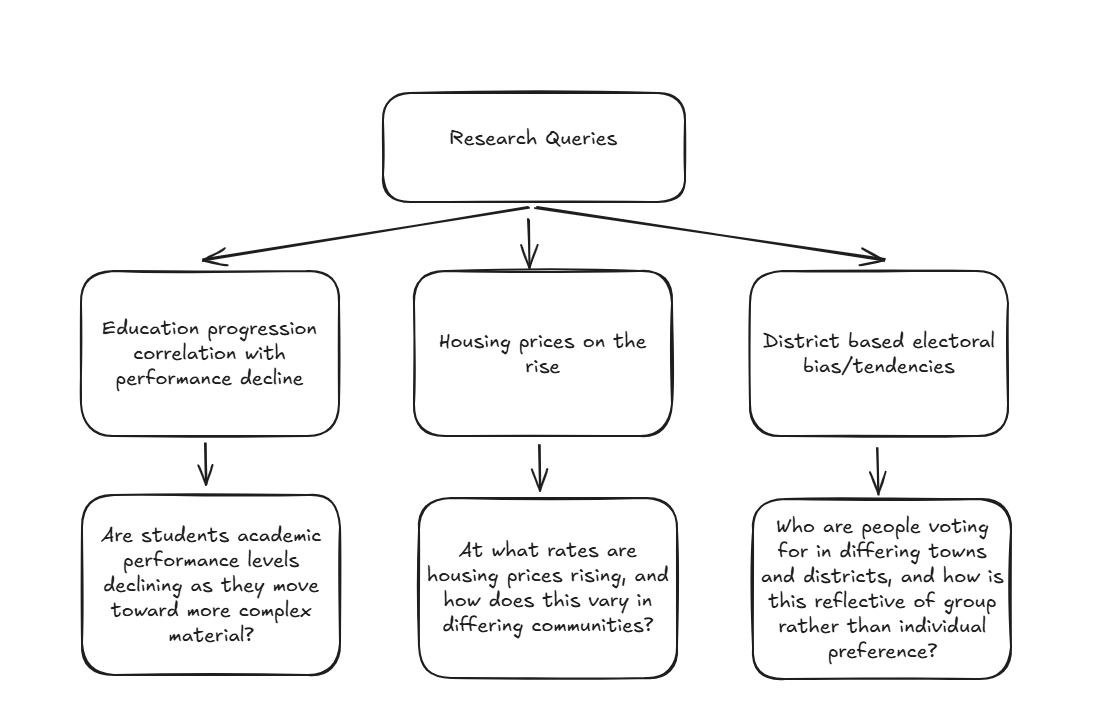 Research Queries
Education progression
correlation with
performance decline
Housing prices on the
rise
District based electoral
bias/tendencies
Are students academic
performance levels
declining as they move
toward more complex
material?
At what rates are
housing prices rising, and
how does this vary in
differing communities?
Who are people voting
for in differing towns
and districts, and how is
this reflective of group
rather than individual
preference?